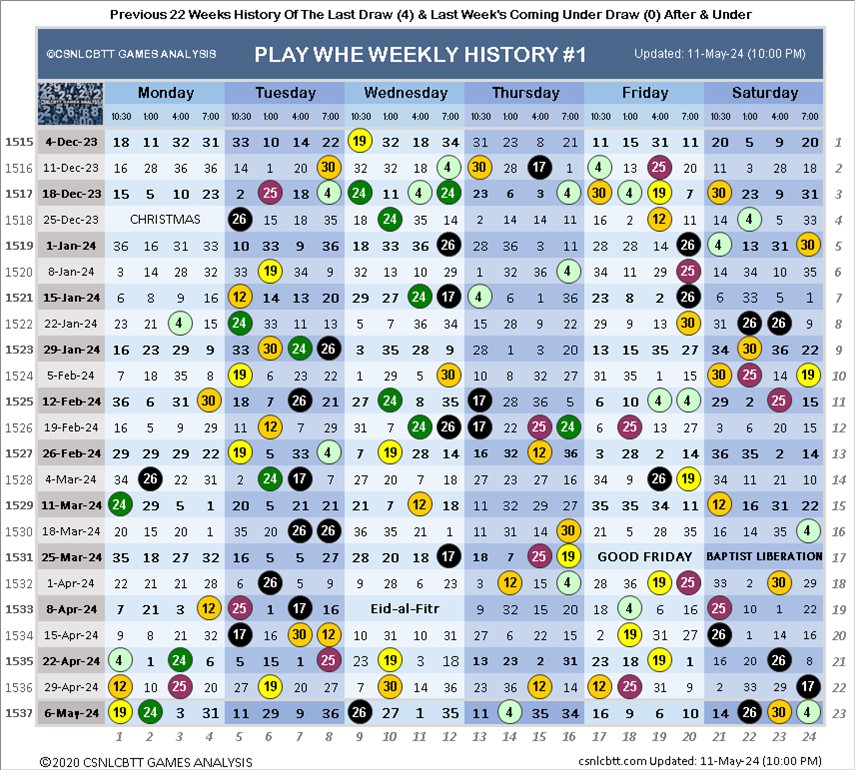 Previous 22 Weeks History Of The Last Draw (4) & Last Week's Coming Under Draw (0) After & Under
©CSNLCBTT GAMES ANALYSIS PLAY WHE WEEKLY HISTORY #1 Updated: 11-May-24 (10:00 PM)
CSNLCBTT GAMES ANALYSIS Monday Tuesday Wednesday Thursday Friday Saturday
10:30 1:00 4:00 7:00 10:30 1:00 4:00 7:00 10:30 1:00 4:00 7:00 10:30 1:00 4:00 7:00 10:30 1:00 4:00 7:00 10:30 1:00 4:00 7:00
1515 4-Dec-23 18 11 32 31 33 10 14 22 19 32 18 34 31 23 8 21 11 15 31 11 20 5 9 20 1
1516 11-Dec-23 16 28 36 36 14 1 20 30 32 32 18 4 30 28 17 1 4 13 25 19 11 3 28 18 2
1517 18-Dec-23 15 5 10 23 2 25 18 4 24 11 4 24 23 6 3 4 30 4 19 7 30 23 9 31 3
1518 25-Dec-23 CHRISTMAS 26 15 18 35 18 24 35 14 2 14 14 11 16 2 12 11 14 4 5 33 4
1519 1-Jan-24 36 16 31 33 10 33 9 36 18 33 36 26 28 36 3 11 28 28 14 26 4 13 31 30 5
1520 8-Jan-24 3 14 28 32 33 19 34 9 32 13 10 29 1 32 36 4 34 11 29 25 14 34 10 35 6
1521 15-Jan-24 6 8 9 16 12 14 13 20 29 27 24 17 4 6 1 36 23 8 2 26 6 33 5 1 7
1522 22-Jan-24 23 21 4 15 24 33 11 13 5 7 36 34 15 28 9 22 29 9 13 30 31 26 26 9 8
1523 29-Jan-24 16 23 29 9 33 30 24 26 3 35 28 9 28 1 3 20 13 15 35 27 34 30 36 22 9
1524 5-Feb-24 7 18 35 8 19 6 23 22 21 1 12 30 10 8 32 27 31 35 1 15 30 25 14 19 10
1525 12-Feb-24 36 6 31 30 18 7 26 21 27 24 8 35 17 28 36 5 6 10 4 4 29 2 25 15 11
1526 19-Feb-24 16 5 9 29 11 12 7 29 31 11 24 26 17 22 25 24 6 25 13 27 3 6 20 15 12
1527 26-Feb-24 29 29 29 22 19 5 33 4 7 19 28 14 16 32 12 36 3 28 2 14 36 35 2 14 13
1528 4-Mar-24 34 26 22 31 2 24 17 7 27 20 7 18 27 23 27 16 34 9 26 19 34 21 11 7 14
1529 11-Mar-24 24 29 5 1 20 5 21 21 21 7 12 18 11 32 29 27 35 35 34 11 12 16 31 22 15
1530 18-Mar-24 20 15 20 1 35 20 26 26 36 35 21 1 11 31 14 30 21 5 28 35 16 14 35 4 16
1531 25-Mar-24 35 18 27 32 16 5 5 27 28 20 18 17 18 7 25 19 GOOD FRIDAY BAPTIST LIBERATION 17
1532 1-Apr-24 22 21 21 28 6 26 5 9 9 28 6 23 3 12 15 4 28 36 19 25 33 2 30 29 18
1533 8-Apr-24 7 21 3 12 25 1 17 16 Eid-al-Fitr 9 32 15 20 18 4 6 16 25 10 1 22 19
1534 15-Apr-24 9 8 21 32 17 16 30 12 10 31 10 31 27 6 22 15 2 19 31 27 26 1 14 16 20
1535 22-Apr-24 4 1 24 6 5 15 1 25 23 19 3 18 13 23 2 31 23 18 19 1 16 20 26 8 21
1536 29-Apr-24 12 10 25 20 27 19 20 27 10 30 14 36 23 36 12 14 12 25 31 9 2 33 29 17 22
1537 6-May-24 19 24 3 31 11 29 9 36 26 27 1 35 11 4 35 34 16 9 6 10 14 26 30 4 23
1 2 3 4 5 6 7 8 9 10 11 12 13 14 15 16 17 18 19 20 21 22 23 24
©2020 CSNLCBTT GAMES ANALYSIS csnlcbtt.com Updated: 11-May-24 (10:00 PM)